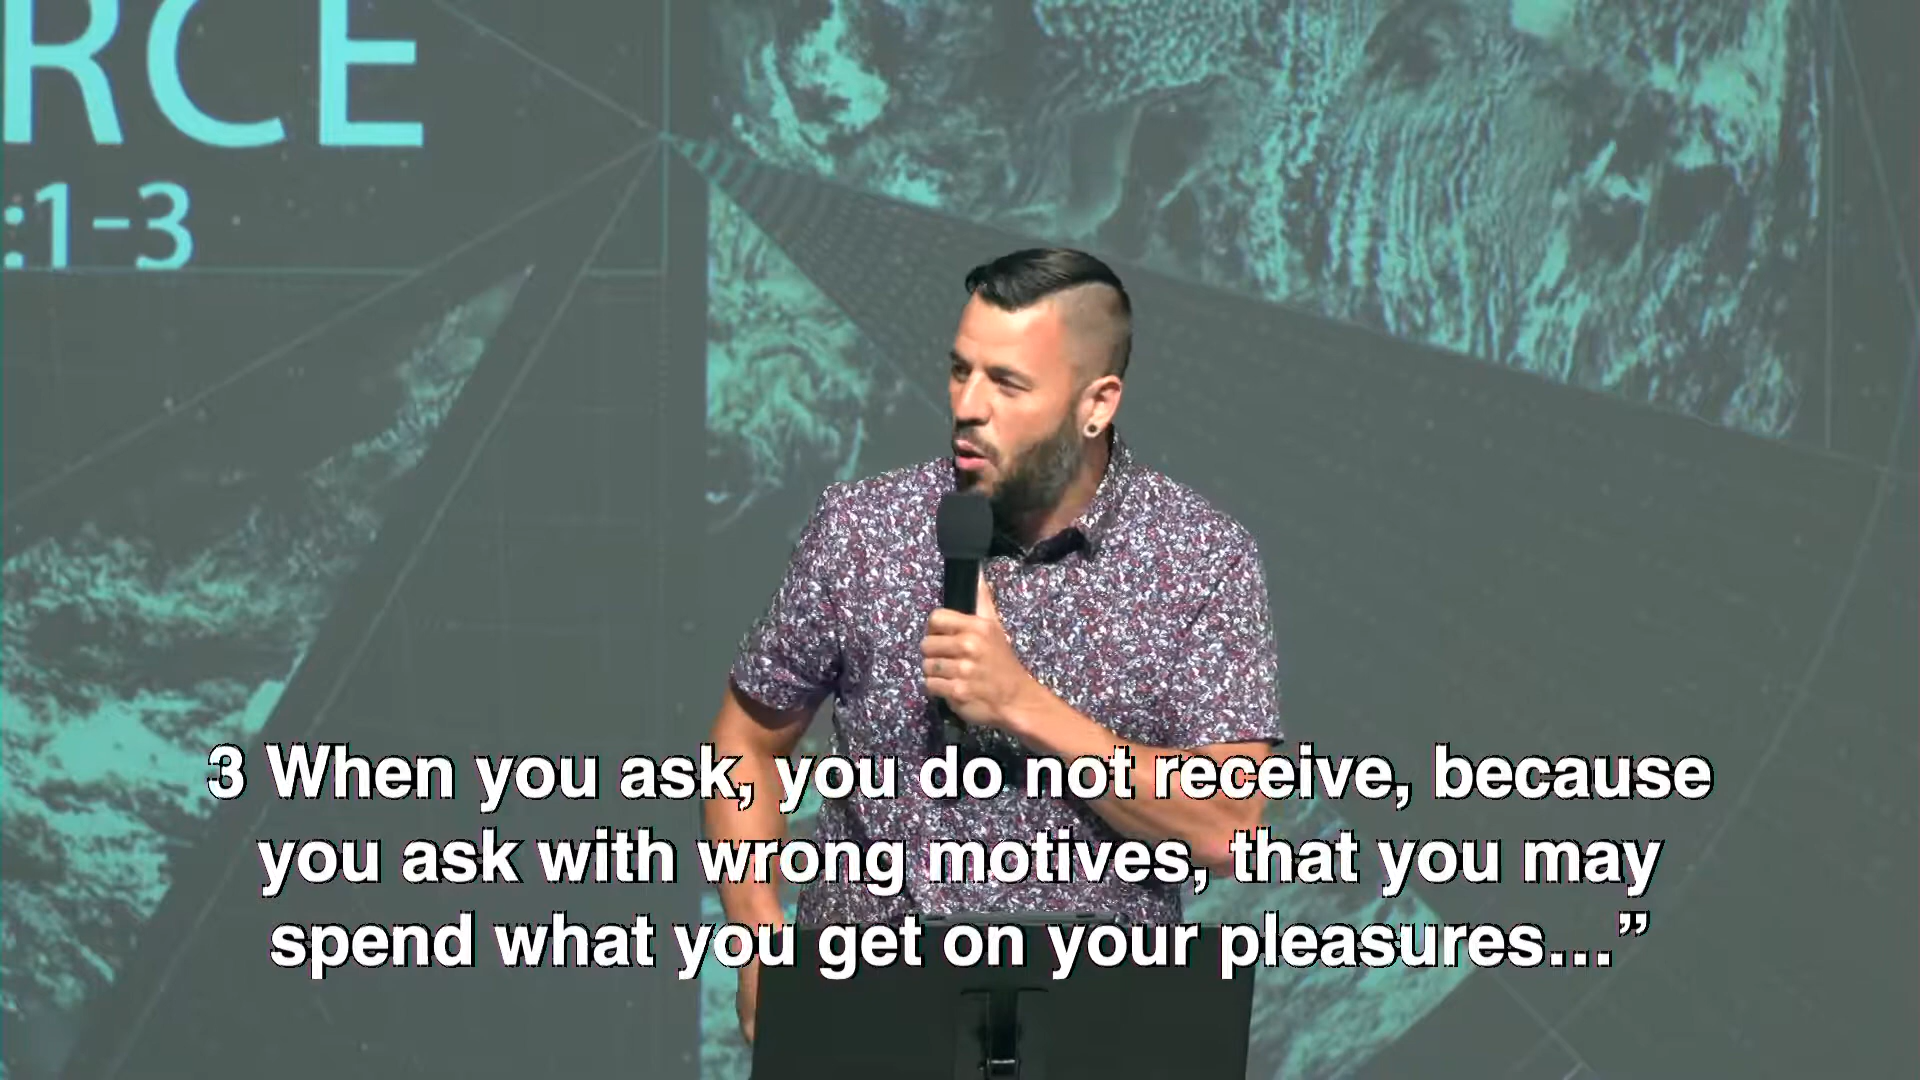 RCE
:1-3
3 When you ask, you do not receive, because
you ask with wrong motives, that you may
spend what you get on your pleasures…”